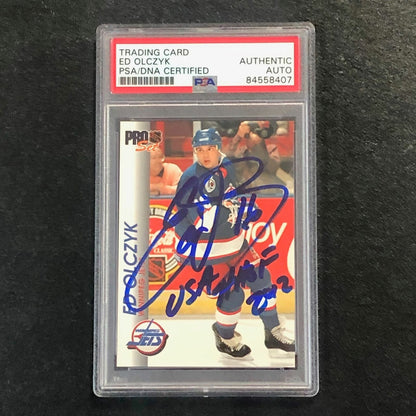 TRADING CARD
ED OLCZYK
PSA/DNA CERTIFIED
AUTHENTIC
AUTO
PSA
84558407
PRO Set
ED OLCZYK
16
USA HHOF
2012
JETS